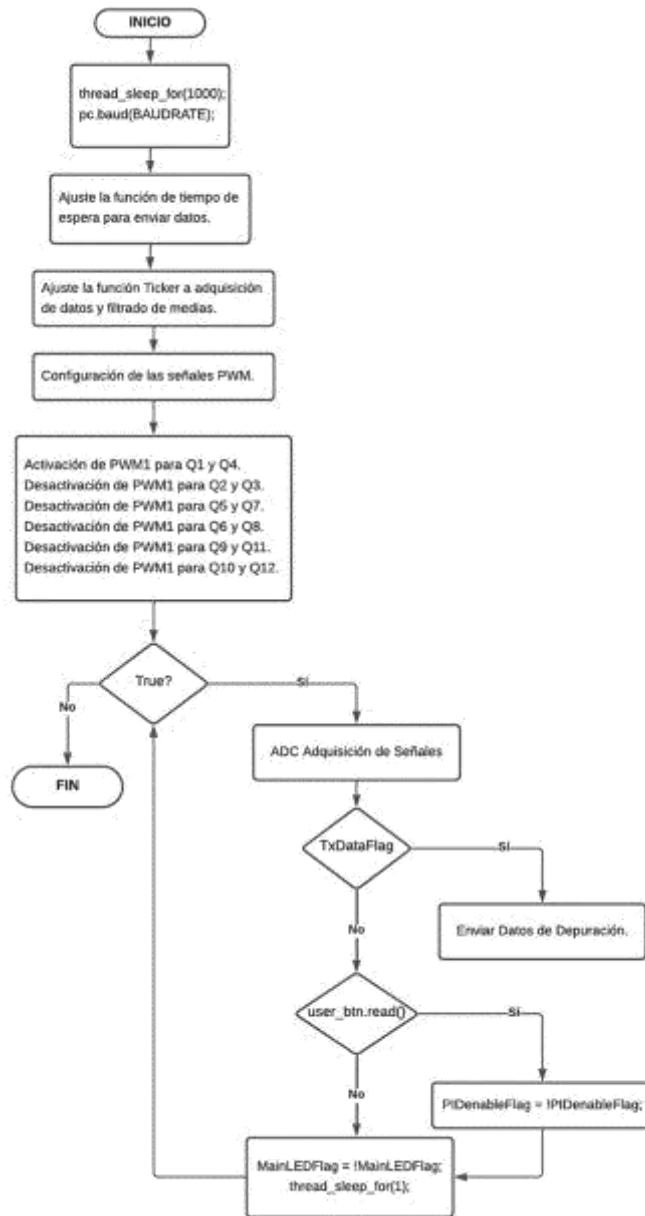 INICIO
thread_sleep_for(1000);
pc.baud(BAUDRATE);
Ajuste la función de tiempo de
espera para enviar datos.
Ajuste la función Ticker a adquisición
de datos y filtrado de medias.
Configuración de las señales PWM.
Activación de PWM1 para Q1 y Q4.
Desactivación de PWM1 para Q2 y Q3.
Desactivación de PWM1 para Q5 y Q7.
Desactivación de PWM1 para Q6 y Q8.
Desactivación de PWM1 para Q9 y Q11.
Desactivación de PWM1 para Q10 y Q12.
True?
Sí
No
FIN
ADC Adquisición de Señales
TxDataFlag
Sí
No
Enviar Datos de Depuración.
user_btn.read()
Sí
No
PIDenableFlag = !PIDenableFlag;
MainLEDFlag = !MainLEDFlag;
thread_sleep_for(1);